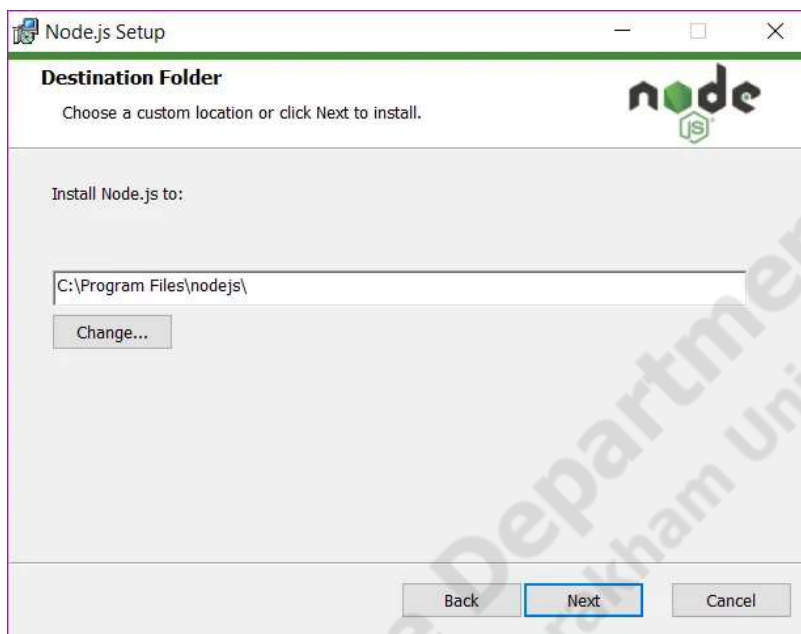 Node.js Setup
Destination Folder
Choose a custom location or click Next to install.
node
JS
Install Node.js to:
C:\Program Files\nodejs\
Change...
Department
Back
Next
Cancel